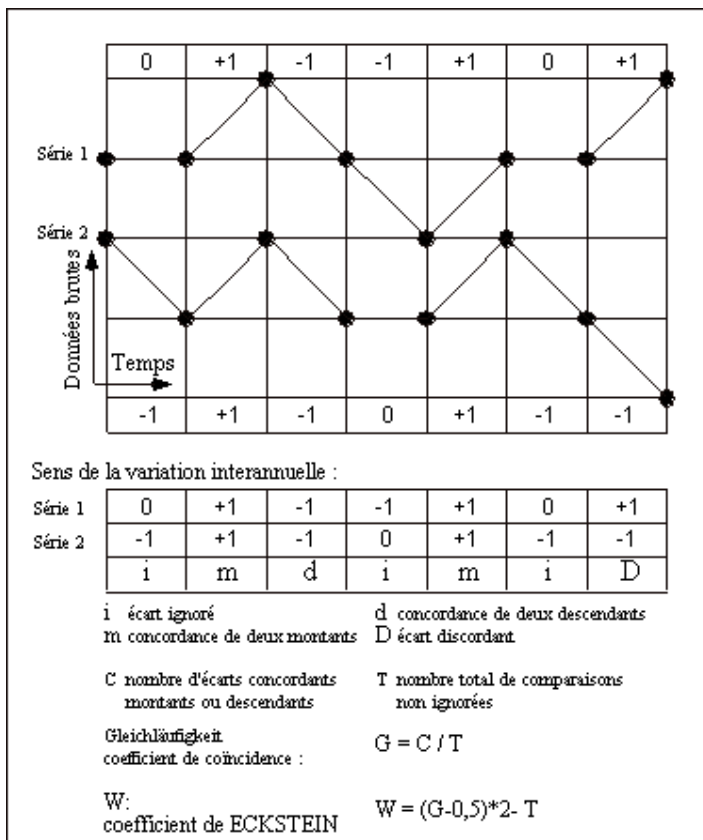 0 +1 -1 -1 +1 0 +1
Série 1
Série 2
Données brutes
Temps
-1 +1 -1 0 +1 -1 -1
Sens de la variation interannuelle :
Série 1 0 +1 -1 -1 +1 0 +1
Série 2 -1 +1 -1 0 +1 -1 -1
i m d i m i D
i écart ignoré d concordance de deux descendants
m concordance de deux montants D écart discordant
C nombre d'écarts concordants T nombre total de comparaisons
montants ou descendants non ignorées
Gleichläufigkeit
coefficient de coïncidence : G = C / T
W:
coefficient de ECKSTEIN W = (G-0,5)*2- T